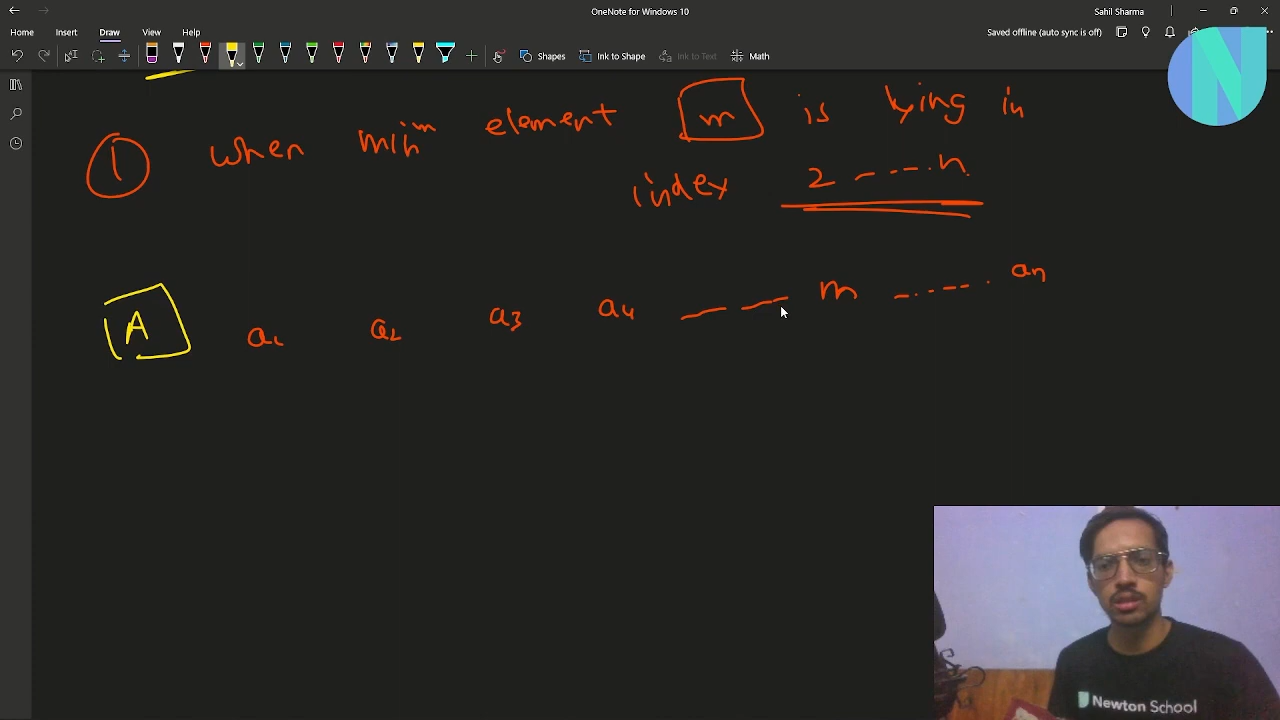 OneNote for Windows 10
Sahil Sharma
Home Insert Draw View Help
Saved offline (auto sync is off)
Shapes Ink to Shape Ink to Text Math
1 when minm element m is lying in
index 2 ----- n
A a1 a2 a3 a4 -- m ----- an
N
Newton School